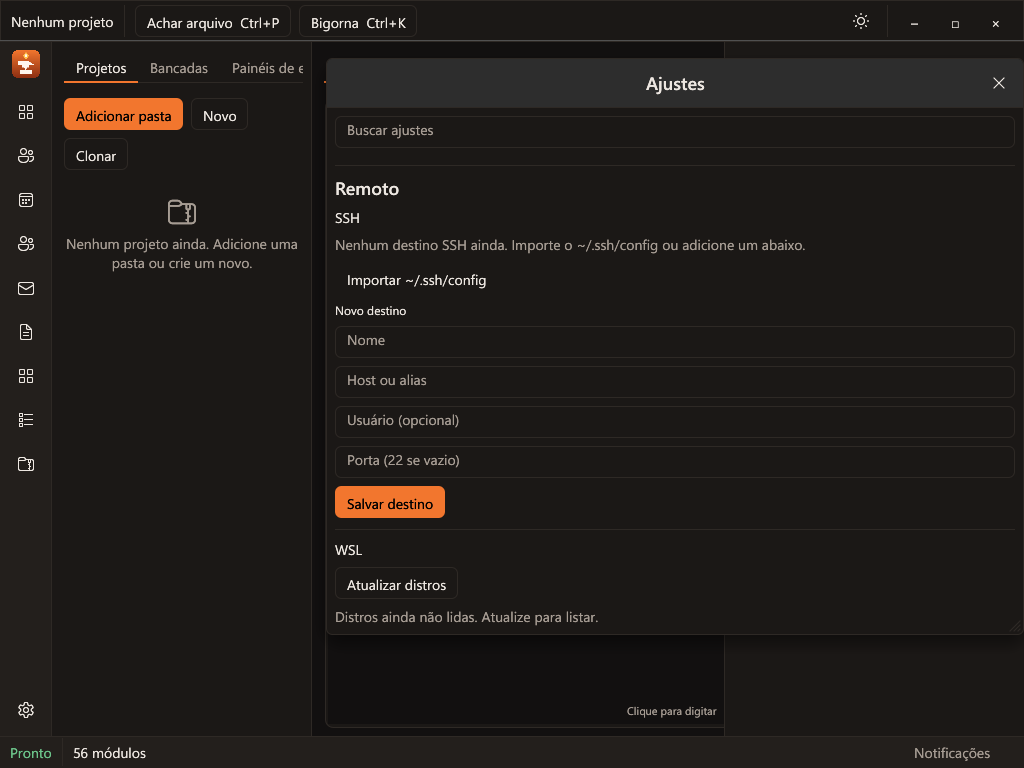 Nenhum projeto
Achar arquivo Ctrl+P
Bigorna Ctrl+K
Projetos
Bancadas
Painéis de e
Adicionar pasta
Novo
Clonar
Nenhum projeto ainda. Adicione uma
pasta ou crie um novo.
Ajustes
Buscar ajustes
Remoto
SSH
Nenhum destino SSH ainda. Importe o ~/.ssh/config ou adicione um abaixo.
Importar ~/.ssh/config
Novo destino
Nome
Host ou alias
Usuário (opcional)
Porta (22 se vazio)
Salvar destino
WSL
Atualizar distros
Distros ainda não lidas. Atualize para listar.
Clique para digitar
Pronto
56 módulos
Notificações